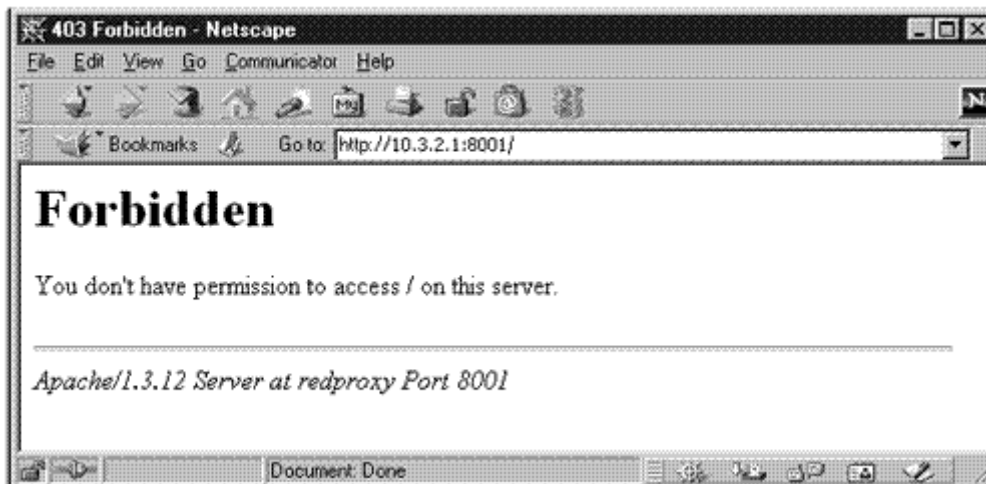 403 Forbidden - Netscape
File Edit View Go Communicator Help
My
N
Bookmarks Go to: http://10.3.2.1:8001/
Forbidden
You don't have permission to access / on this server.
Apache/1.3.12 Server at redproxy Port 8001
Document: Done